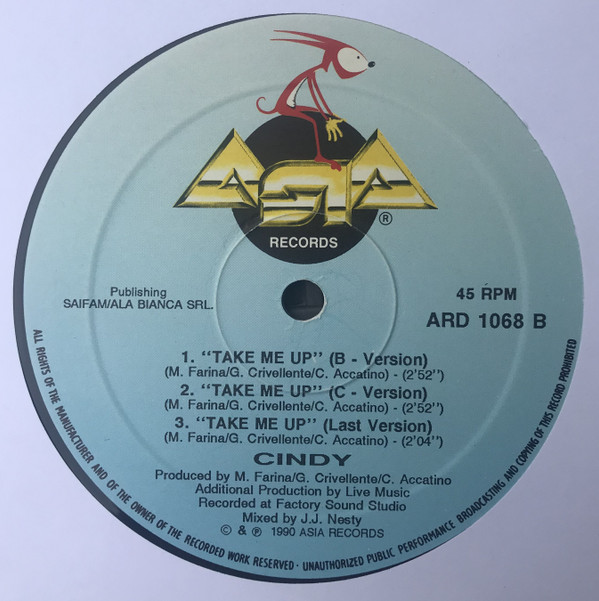 ASIA
®
RECORDS
Publishing
SAIFAM/ALA BIANCA SRL.
45 RPM
ARD 1068 B
1. “TAKE ME UP” (B - Version)
(M. Farina/G. Crivellente/C. Accatino) - (2’52”)
2. “TAKE ME UP” (C - Version)
(M. Farina/G. Crivellente/C. Accatino) - (2’52”)
3. “TAKE ME UP” (Last Version)
(M. Farina/G. Crivellente/C. Accatino) - (2’04”)
CINDY
Produced by M. Farina/G. Crivellente/C. Accatino
Additional Production by Live Music
Recorded at Factory Sound Studio
Mixed by J.J. Nesty
© & ℗ 1990 ASIA RECORDS
ALL RIGHTS OF THE MANUFACTURER AND OF THE OWNER OF THE RECORDED WORK RESERVED · UNAUTHORIZED PUBLIC PERFORMANCE BROADCASTING AND COPYING OF THIS RECORD PROHIBITED